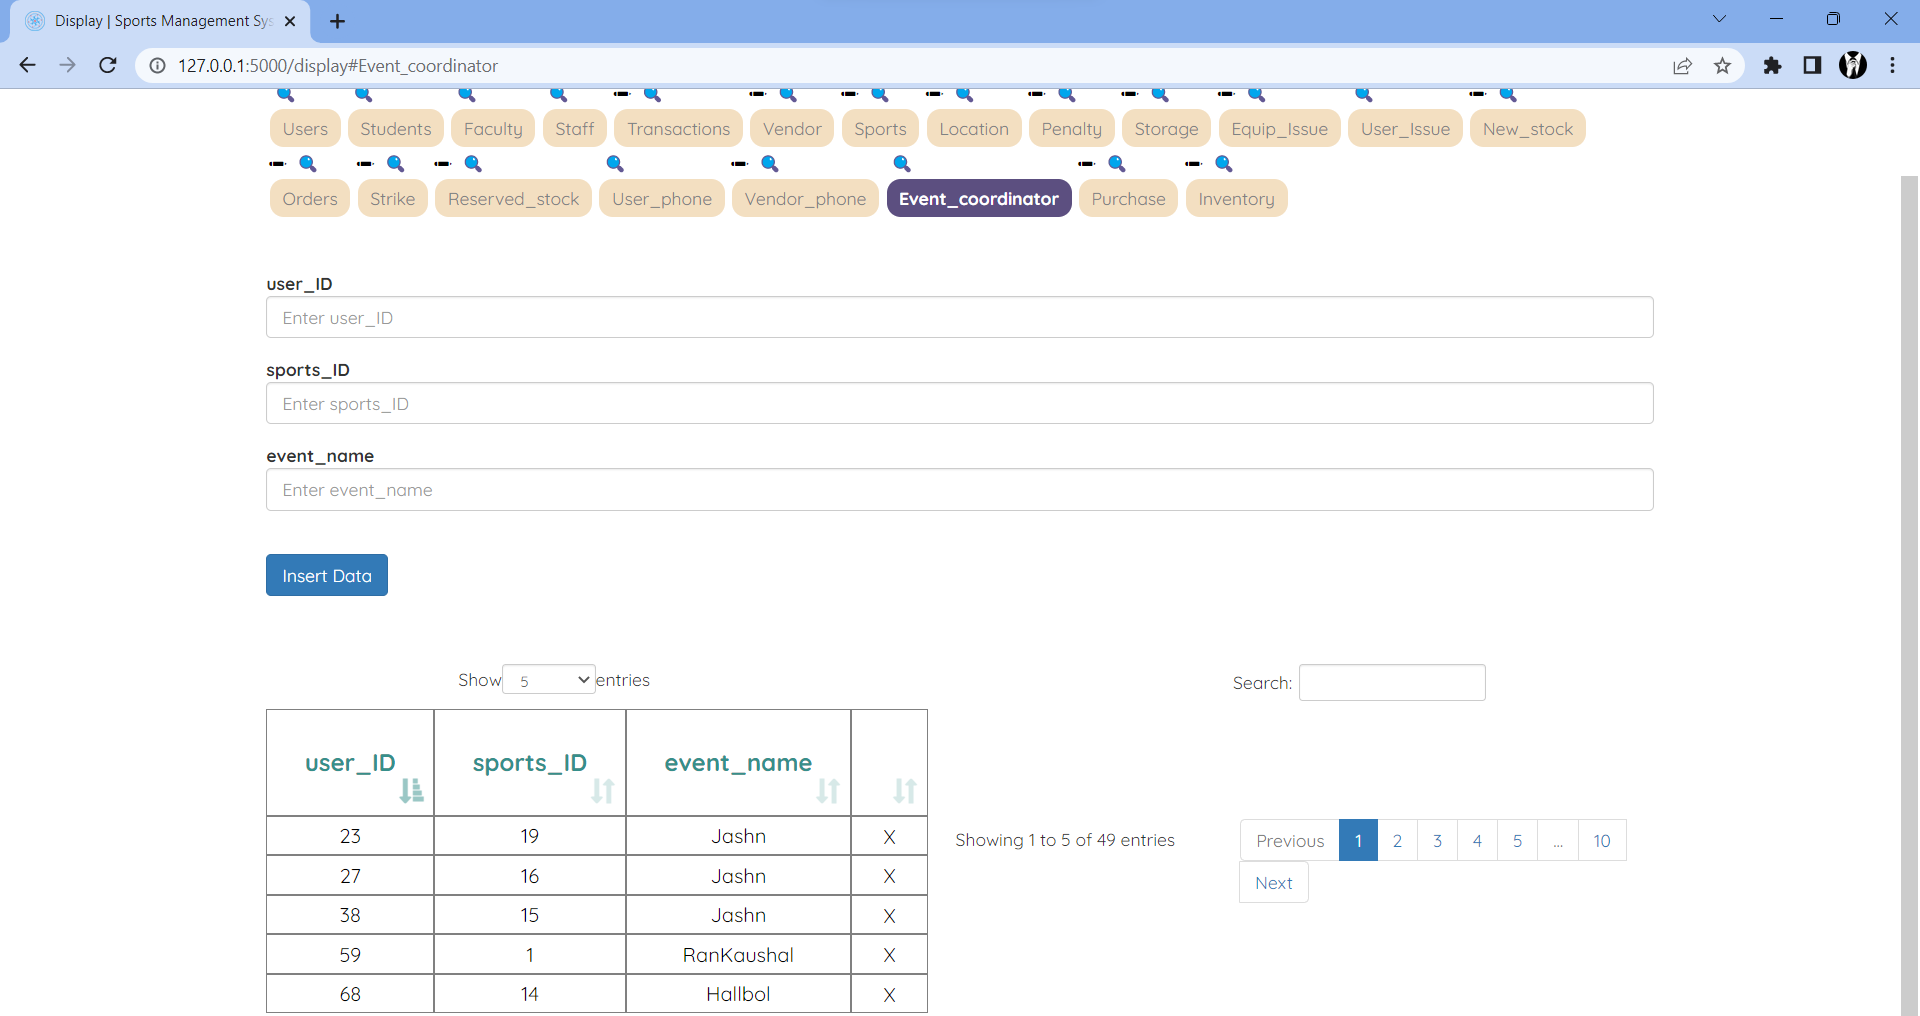 Display | Sports Management Sys
127.0.0.1:5000/display#Event_coordinator
Users Students Faculty Staff Transactions Vendor Sports Location Penalty Storage Equip_Issue User_Issue New_stock
Orders Strike Reserved_stock User_phone Vendor_phone Event_coordinator Purchase Inventory
user_ID
Enter user_ID
sports_ID
Enter sports_ID
event_name
Enter event_name
Insert Data
Show 5 entries
Search:
user_ID sports_ID event_name
23 19 Jashn X
27 16 Jashn X
38 15 Jashn X
59 1 RanKaushal X
68 14 Hallbol X
Showing 1 to 5 of 49 entries
Previous 1 2 3 4 5 ... 10
Next